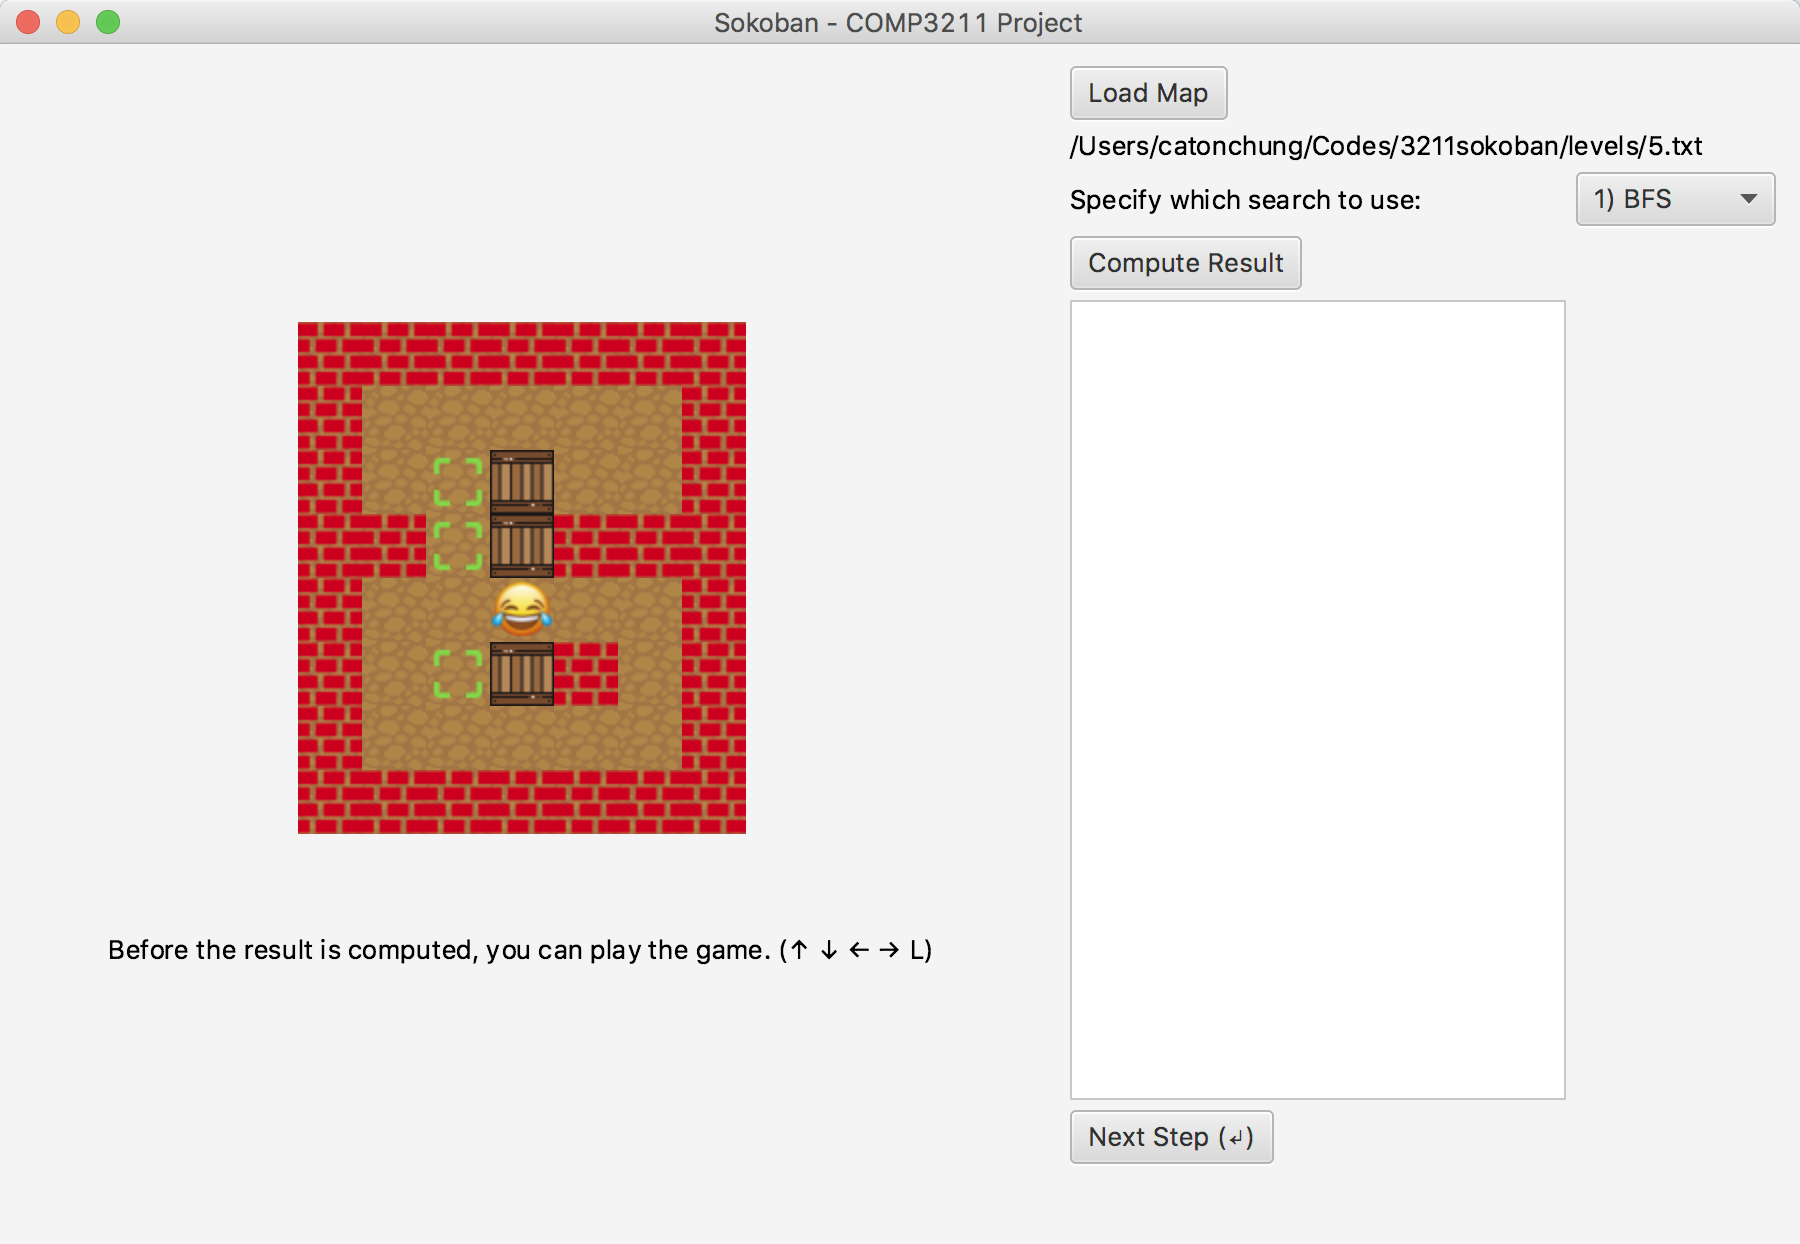 Sokoban - COMP3211 Project
Load Map
/Users/catonchung/Codes/3211sokoban/levels/5.txt
Specify which search to use:
1) BFS
Compute Result
Before the result is computed, you can play the game. (↑ ↓ ← → L)
Next Step (↲)